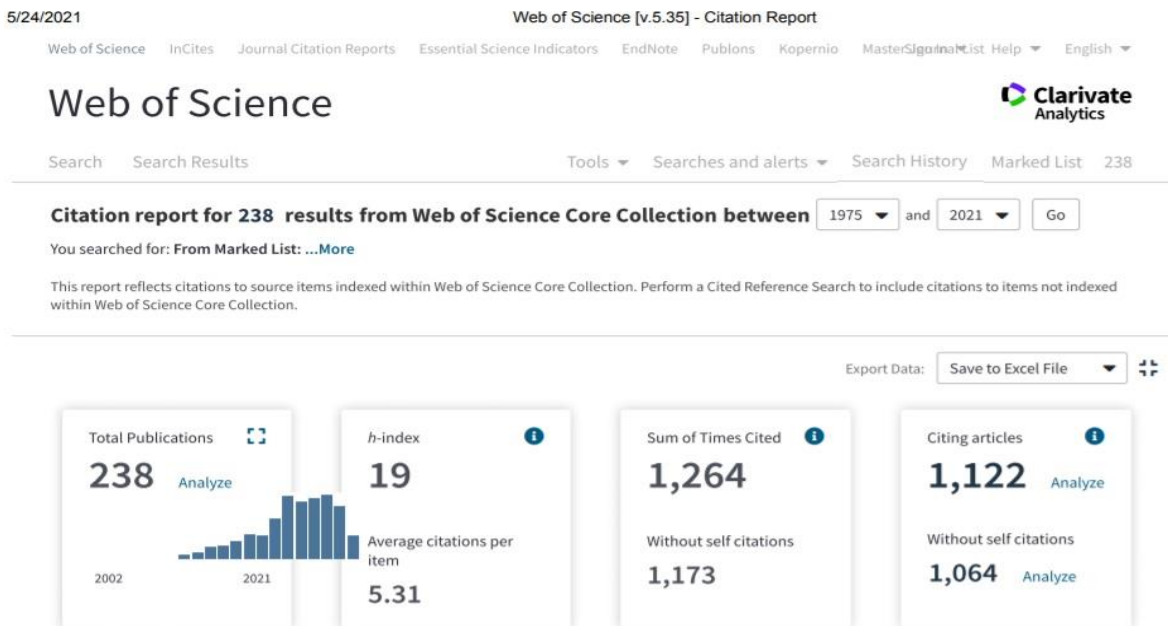 5/24/2021 Web of Science [v.5.35] - Citation Report
Web of Science InCites Journal Citation Reports Essential Science Indicators EndNote Publons Kopernio Master Journal List Sign In Help English
Web of Science
Clarivate
Analytics
Search Search Results Tools Searches and alerts Search History Marked List 238
Citation report for 238 results from Web of Science Core Collection between 1975 and 2021 Go
You searched for: From Marked List: ...More
This report reflects citations to source items indexed within Web of Science Core Collection. Perform a Cited Reference Search to include citations to items not indexed
within Web of Science Core Collection.
Export Data: Save to Excel File
Total Publications
238 Analyze
2002 2021
h-index
19
Average citations per
item
5.31
Sum of Times Cited
1,264
Without self citations
1,173
Citing articles
1,122 Analyze
Without self citations
1,064 Analyze